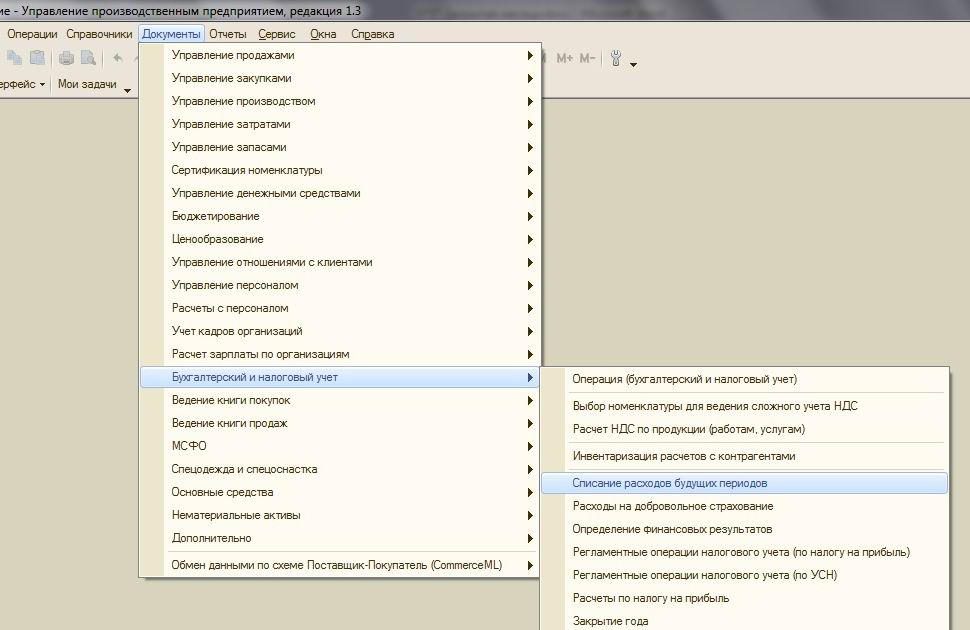 ие - Управление производственным предприятием, редакция 1.3
Операции Справочники Документы Отчеты Сервис Окна Справка
M+ M-
ерфейс Мои задачи
Управление продажами
Управление закупками
Управление производством
Управление затратами
Управление запасами
Сертификация номенклатуры
Управление денежными средствами
Бюджетирование
Ценообразование
Управление отношениями с клиентами
Управление персоналом
Расчеты с персоналом
Учет кадров организаций
Расчет зарплаты по организациям
Бухгалтерский и налоговый учет
Ведение книги покупок
Ведение книги продаж
МСФО
Спецодежда и спецоснастка
Основные средства
Нематериальные активы
Дополнительно
Обмен данными по схеме Поставщик-Покупатель (CommerceML)
Операция (бухгалтерский и налоговый учет)
Выбор номенклатуры для ведения сложного учета НДС
Расчет НДС по продукции (работам, услугам)
Инвентаризация расчетов с контрагентами
Списание расходов будущих периодов
Расходы на добровольное страхование
Определение финансовых результатов
Регламентные операции налогового учета (по налогу на прибыль)
Регламентные операции налогового учета (по УСН)
Расчеты по налогу на прибыль
Закрытие года